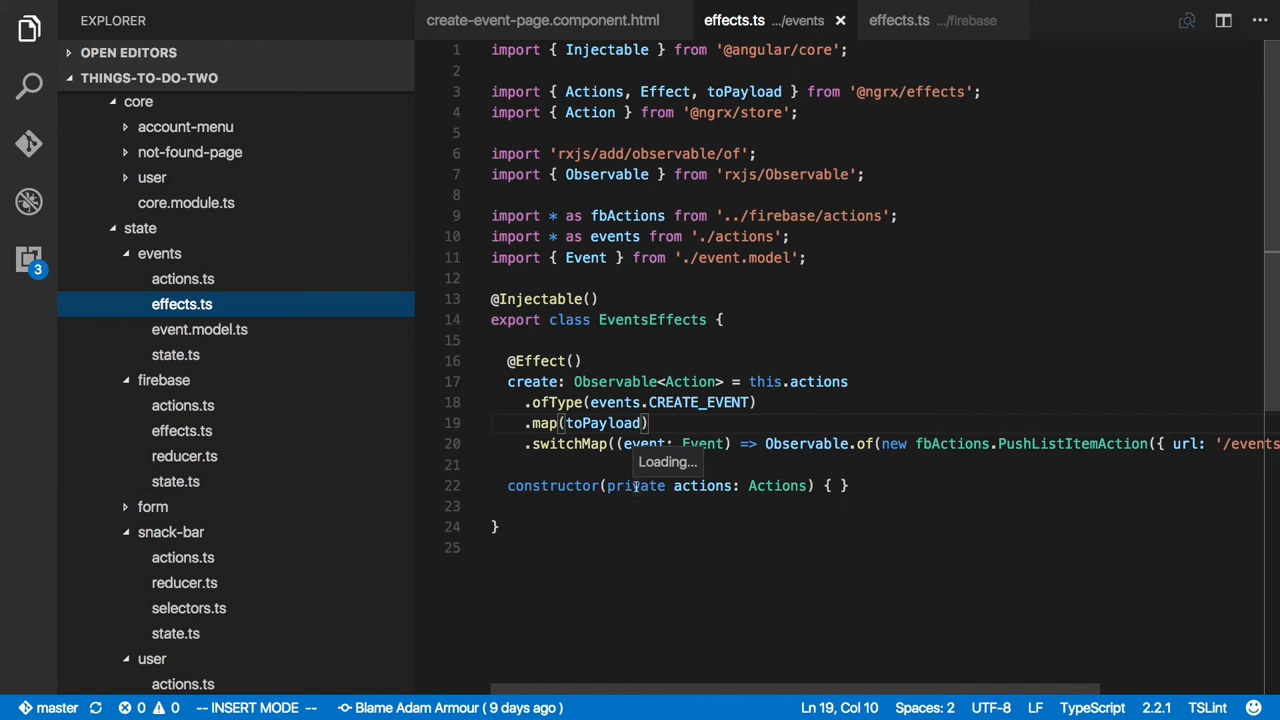 EXPLORER
create-event-page.component.html
effects.ts .../events
effects.ts .../firebase
OPEN EDITORS
THINGS-TO-DO-TWO
core
account-menu
not-found-page
user
core.module.ts
state
events
actions.ts
effects.ts
event.model.ts
state.ts
firebase
actions.ts
effects.ts
reducer.ts
state.ts
form
snack-bar
actions.ts
reducer.ts
selectors.ts
state.ts
user
actions.ts
3
1 import { Injectable } from '@angular/core';
2
3 import { Actions, Effect, toPayload } from '@ngrx/effects';
4 import { Action } from '@ngrx/store';
5
6 import 'rxjs/add/observable/of';
7 import { Observable } from 'rxjs/Observable';
8
9 import * as fbActions from '../firebase/actions';
10 import * as events from './actions';
11 import { Event } from './event.model';
12
13 @Injectable()
14 export class EventsEffects {
15
16 @Effect()
17 create: Observable<Action> = this.actions
18 .ofType(events.CREATE_EVENT)
19 .map(toPayload)
20 .switchMap((event: Event) => Observable.of(new fbActions.PushListItemAction({ url: '/events
21
Loading...
22 constructor(private actions: Actions) { }
23
24 }
25
master 0 0 -- INSERT MODE -- Blame Adam Armour ( 9 days ago ) Ln 19, Col 10 Spaces: 2 UTF-8 LF TypeScript 2.2.1 TSLint